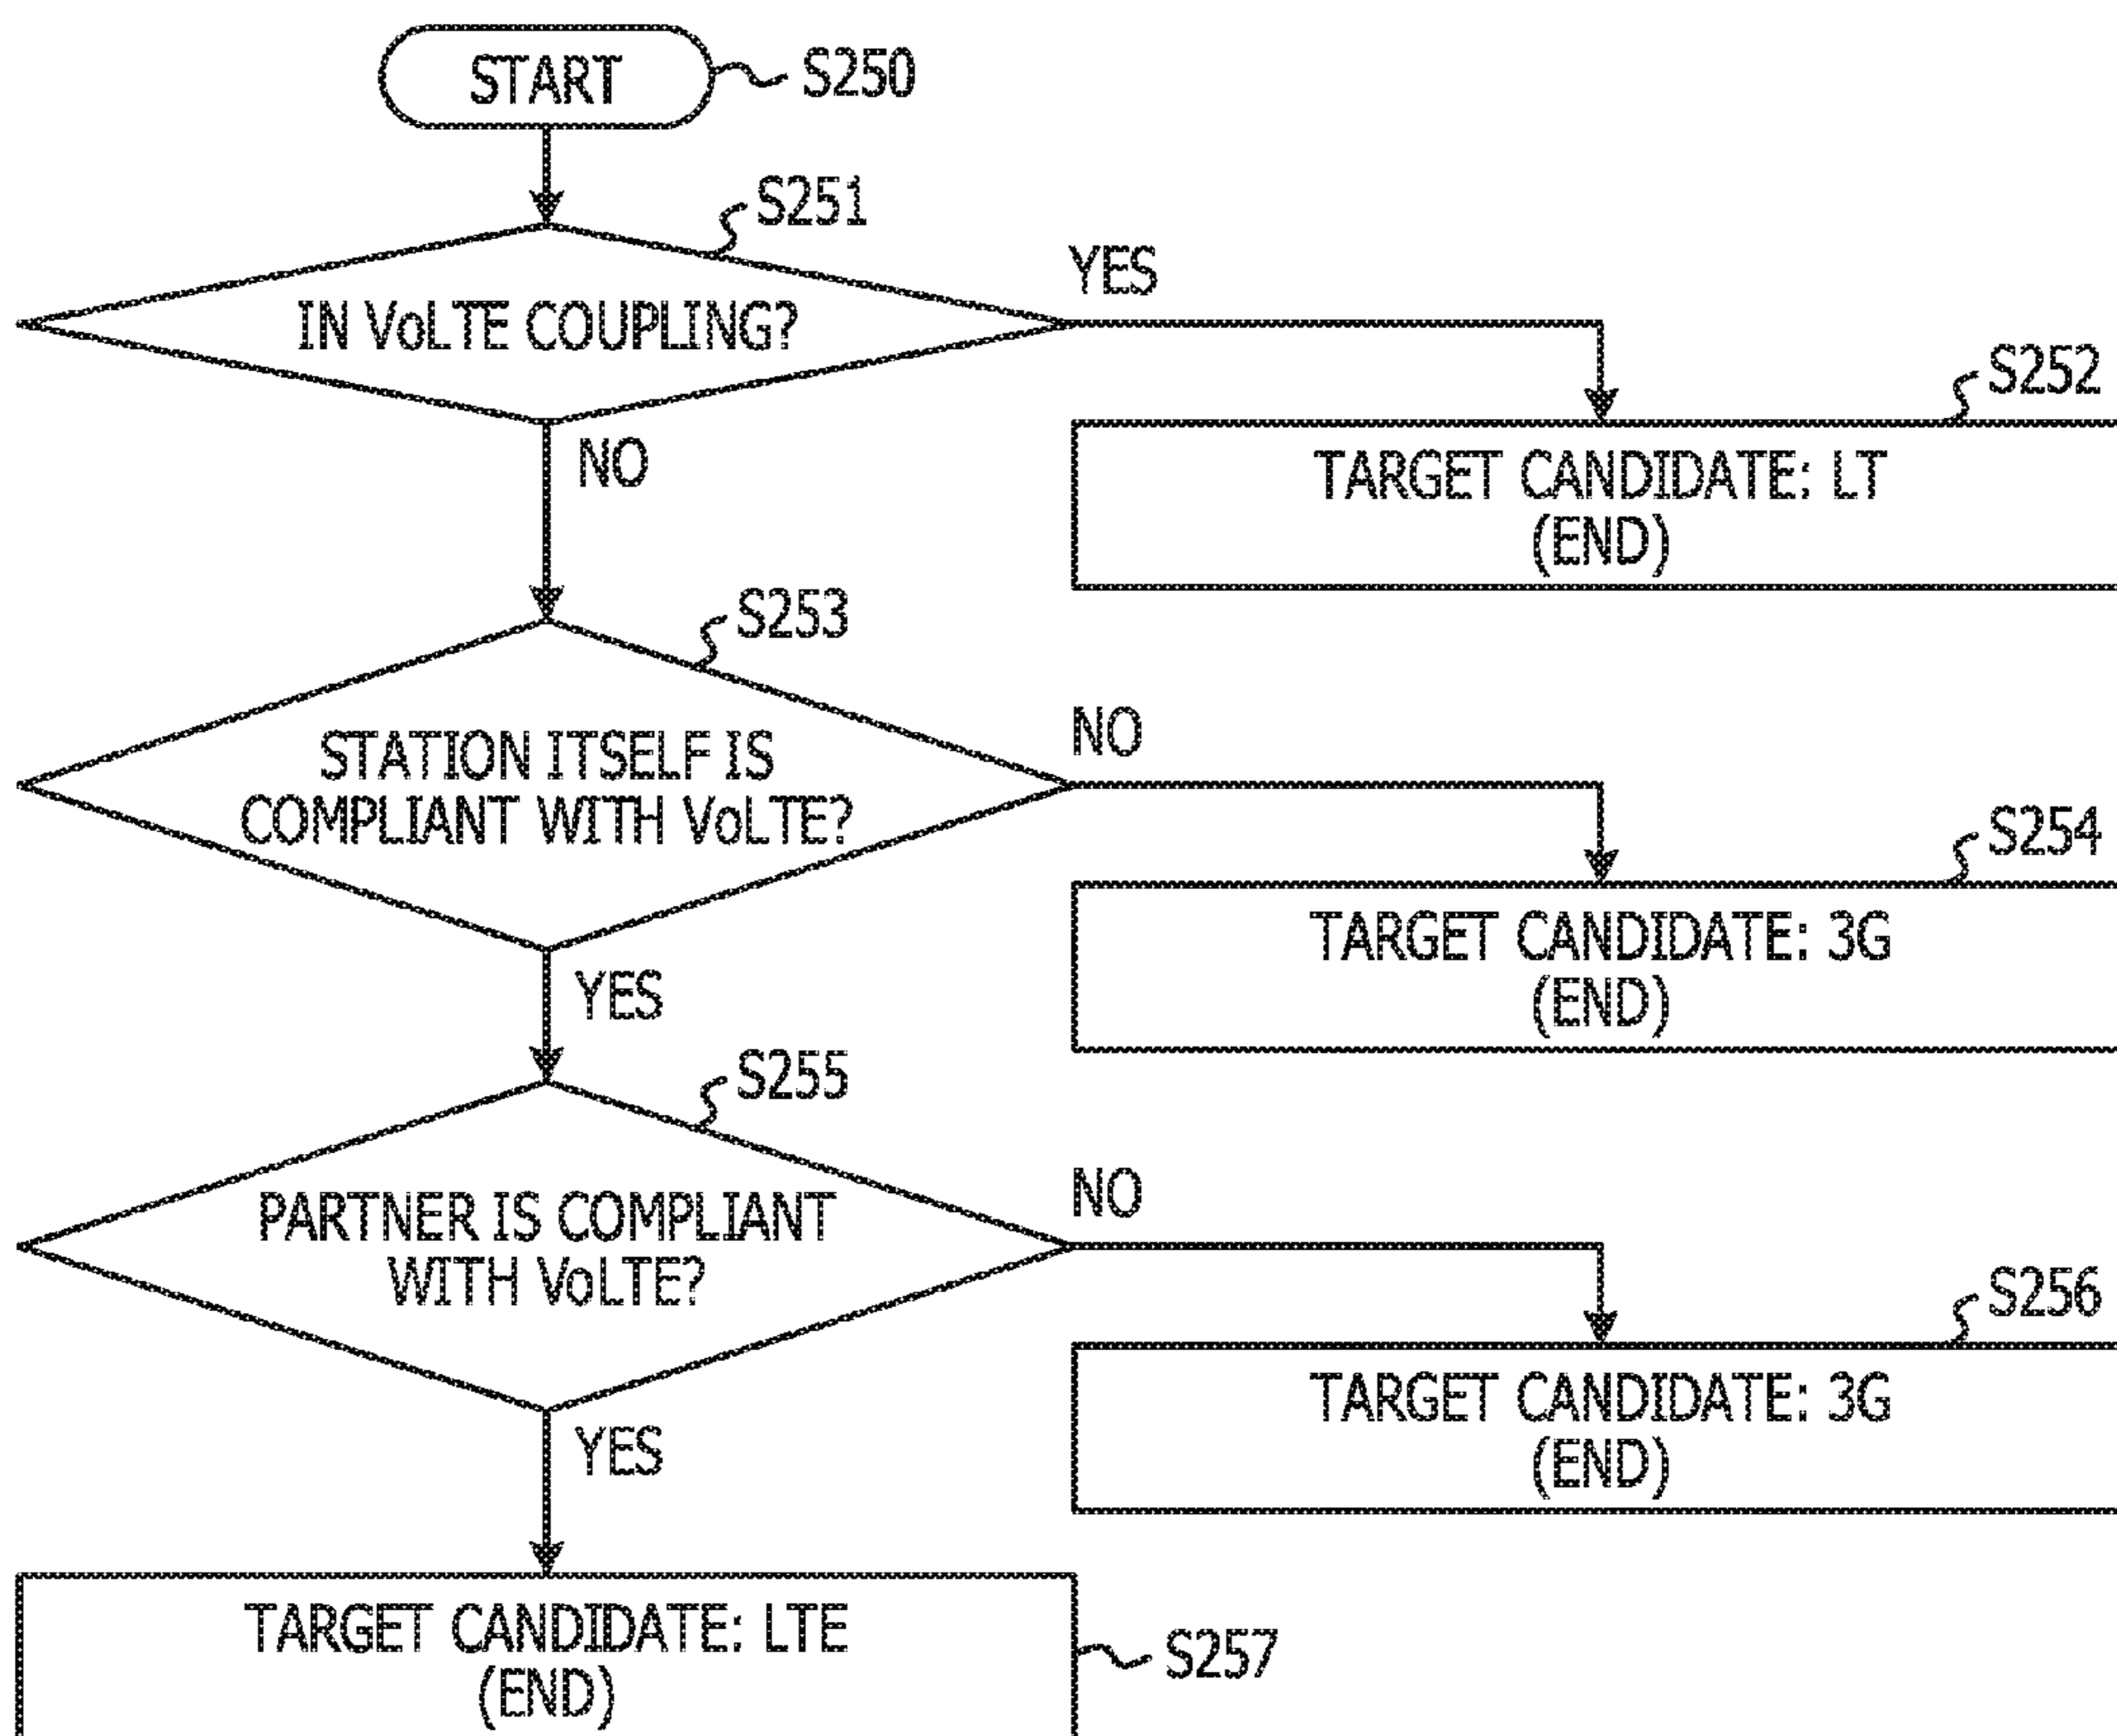 START
S250
S251
IN VoLTE COUPLING?
YES
S252
TARGET CANDIDATE: LT
(END)
NO
S253
STATION ITSELF IS
COMPLIANT WITH VoLTE?
NO
S254
TARGET CANDIDATE: 3G
(END)
YES
S255
PARTNER IS COMPLIANT
WITH VoLTE?
NO
S256
TARGET CANDIDATE: 3G
(END)
YES
TARGET CANDIDATE: LTE
(END)
S257